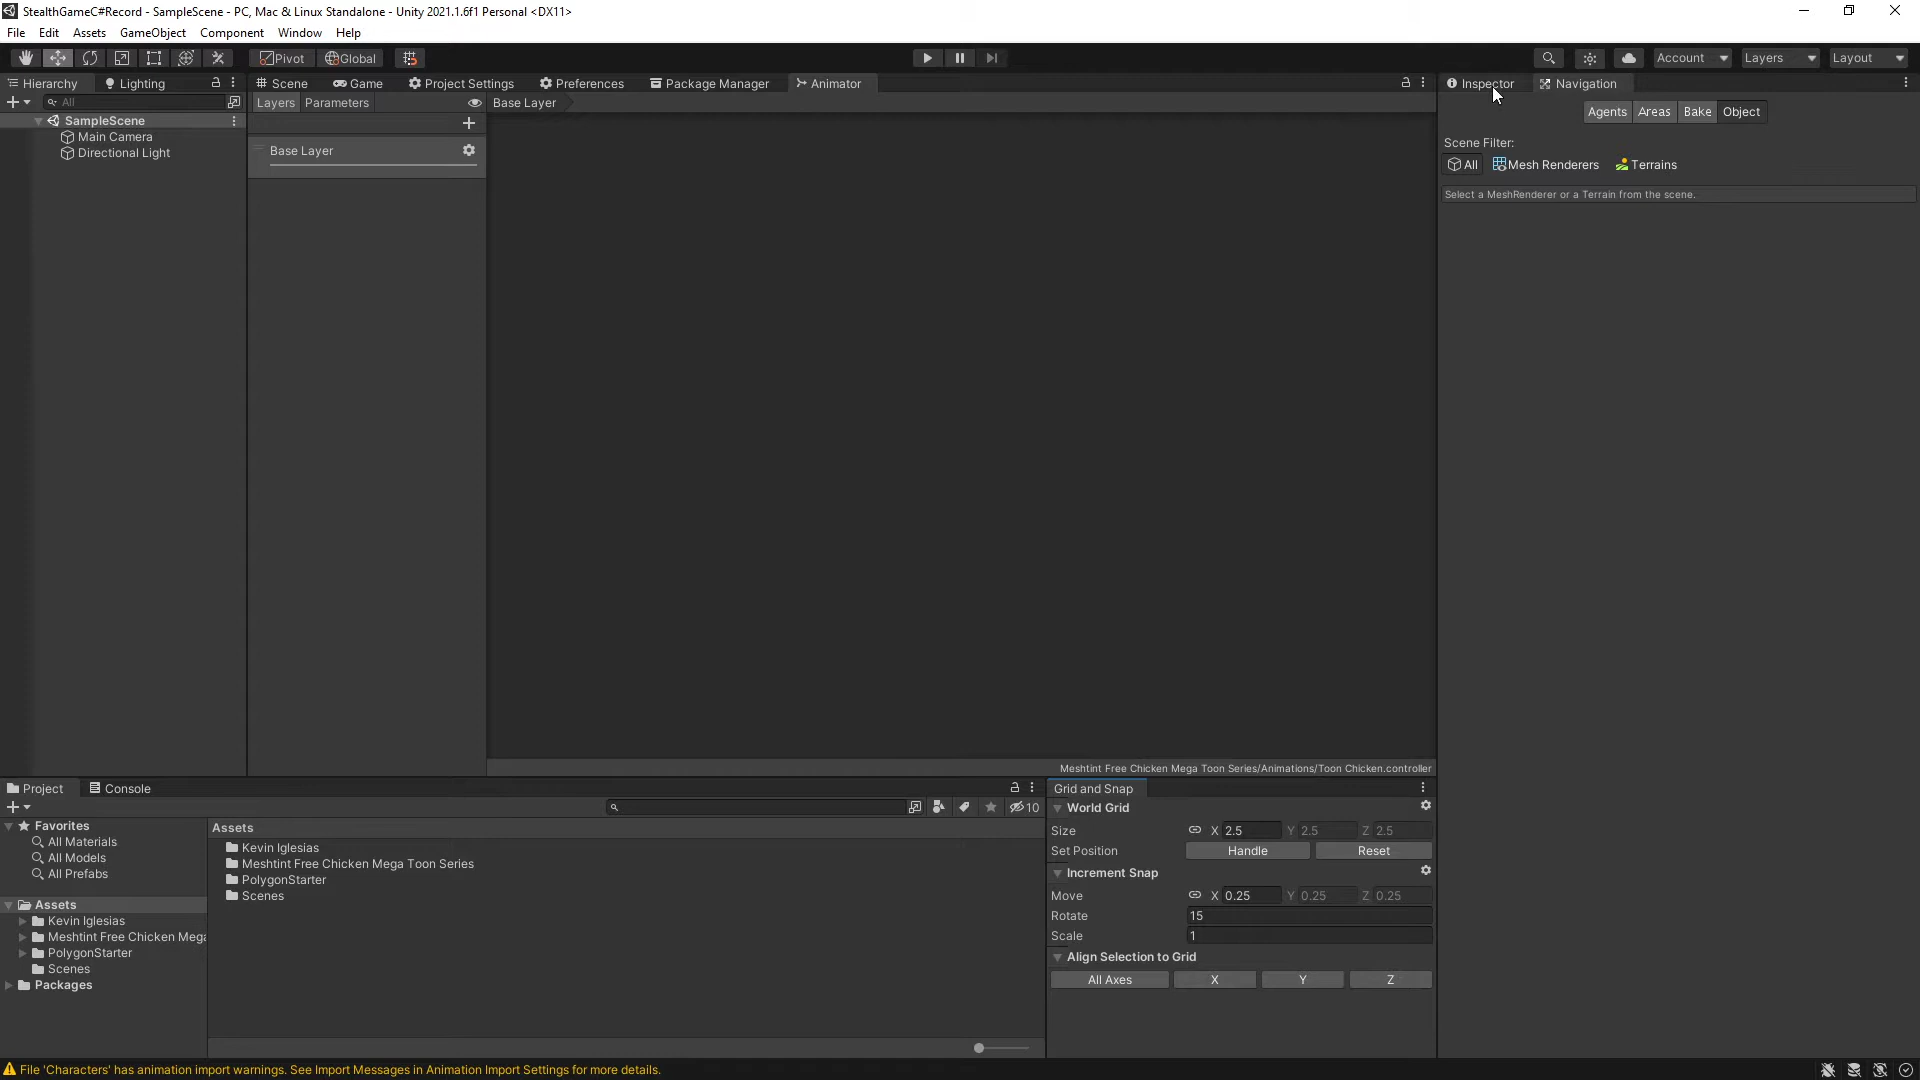 StealthGameC#Record - SampleScene - PC, Mac & Linux Standalone - Unity 2021.1.6f1 Personal <DX11>
File Edit Assets GameObject Component Window Help
Pivot Global Account Layers Layout
Hierarchy Lighting Scene Game Project Settings Preferences Package Manager Animator Inspector Navigation
All Layers Parameters Base Layer
Agents Areas Bake Object
SampleScene
Main Camera
Directional Light
Base Layer
Scene Filter:
All Mesh Renderers Terrains
Select a MeshRenderer or a Terrain from the scene.
Meshtint Free Chicken Mega Toon Series/Animations/Toon Chicken.controller
Project Console
10
Favorites
All Materials
All Models
All Prefabs
Assets
Kevin Iglesias
Meshtint Free Chicken Mega
PolygonStarter
Scenes
Packages
Assets
Kevin Iglesias
Meshtint Free Chicken Mega Toon Series
PolygonStarter
Scenes
Grid and Snap
World Grid
Size X 2.5 Y 2.5 Z 2.5
Set Position Handle Reset
Increment Snap
Move X 0.25 Y 0.25 Z 0.25
Rotate 15
Scale 1
Align Selection to Grid
All Axes X Y Z
File 'Characters' has animation import warnings. See Import Messages in Animation Import Settings for more details.